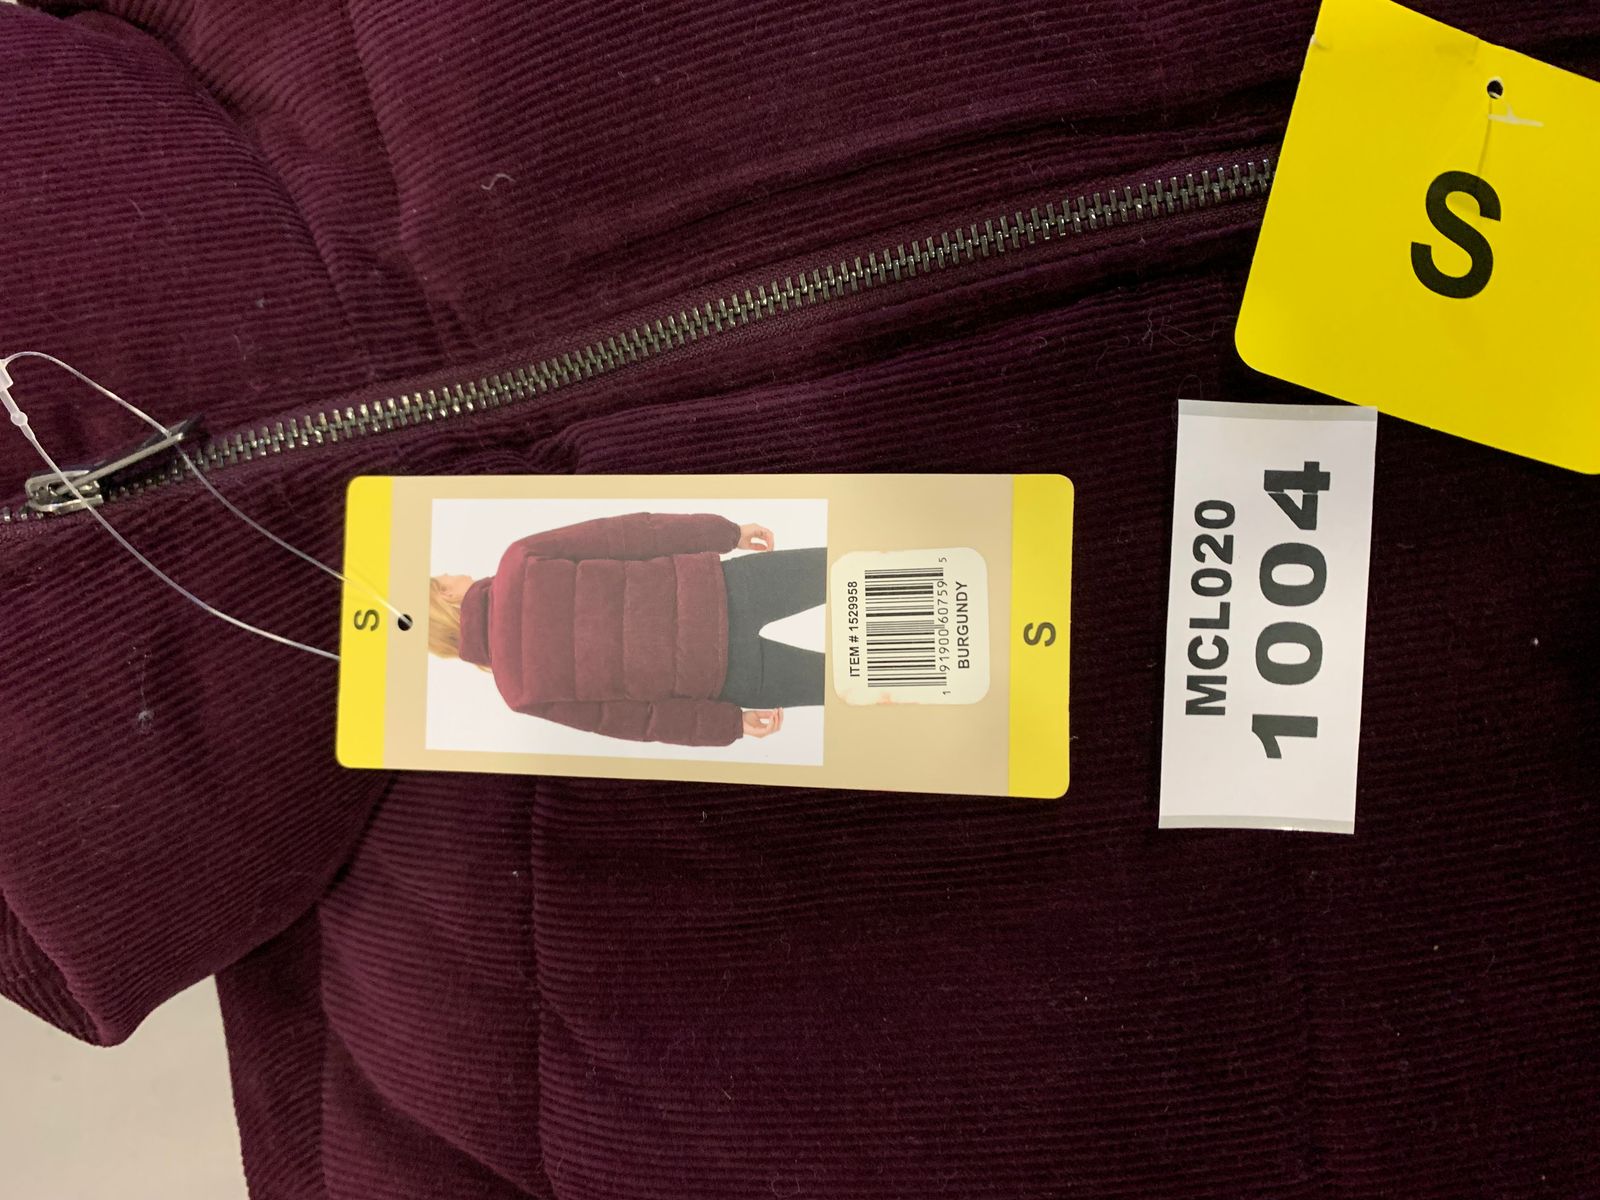 S
S
ITEM # 1529958
1 91900 60759 5
BURGUNDY
S
MCL020
1004